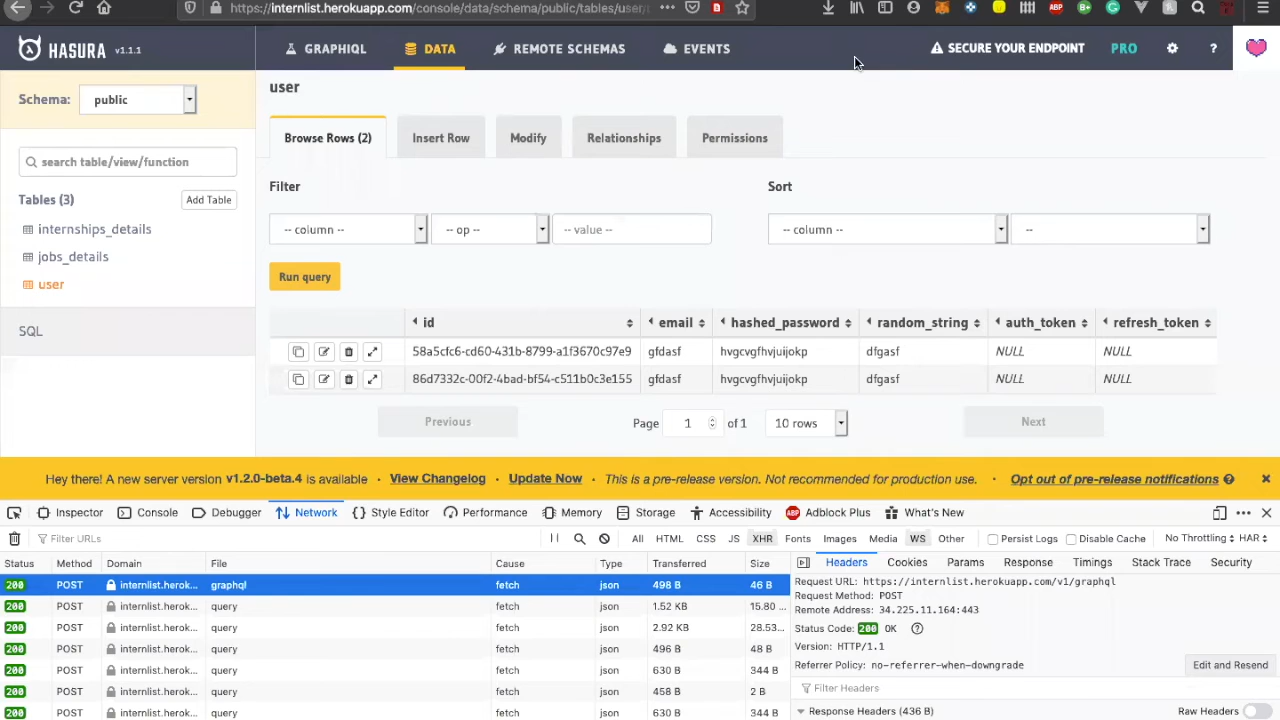 https://internlist.herokuapp.com/console/data/schema/public/tables/user/
HASURA v1.1.1
GRAPHIQL
DATA
REMOTE SCHEMAS
EVENTS
SECURE YOUR ENDPOINT
PRO
?
Schema: public
search table/view/function
Tables (3)
Add Table
internships_details
jobs_details
user
SQL
user
Browse Rows (2) Insert Row Modify Relationships Permissions
Filter Sort
-- column -- -- op -- -- value -- -- column -- --
Run query
id email hashed_password random_string auth_token refresh_token
58a5cfc6-cd60-431b-8799-a1f3670c97e9 gfdasf hvgcvgfhvjuijokp dfgasf NULL NULL
86d7332c-00f2-4bad-bf54-c511b0c3e155 gfdasf hvgcvgfhvjuijokp dfgasf NULL NULL
Previous Page 1 of 1 10 rows Next
Hey there! A new server version v1.2.0-beta.4 is available · View Changelog · Update Now · This is a pre-release version. Not recommended for production use. · Opt out of pre-release notifications ?
Inspector Console Debugger Network Style Editor Performance Memory Storage Accessibility Adblock Plus What's New
Filter URLs All HTML CSS JS XHR Fonts Images Media WS Other Persist Logs Disable Cache No Throttling HAR
Status Method Domain File Cause Type Transferred Size
200 POST internlist.herok... graphql fetch json 498 B 46 B
200 POST internlist.herok... query fetch json 1.52 KB 15.80 ...
200 POST internlist.herok... query fetch json 2.92 KB 28.53...
200 POST internlist.herok... query fetch json 496 B 48 B
200 POST internlist.herok... query fetch json 630 B 344 B
200 POST internlist.herok... query fetch json 458 B 2 B
200 POST internlist.herok... query fetch json 630 B 344 B
Headers Cookies Params Response Timings Stack Trace Security
Request URL: https://internlist.herokuapp.com/v1/graphql
Request Method: POST
Remote Address: 34.225.11.164:443
Status Code: 200 OK ?
Version: HTTP/1.1
Referrer Policy: no-referrer-when-downgrade Edit and Resend
Filter Headers
Response Headers (436 B) Raw Headers